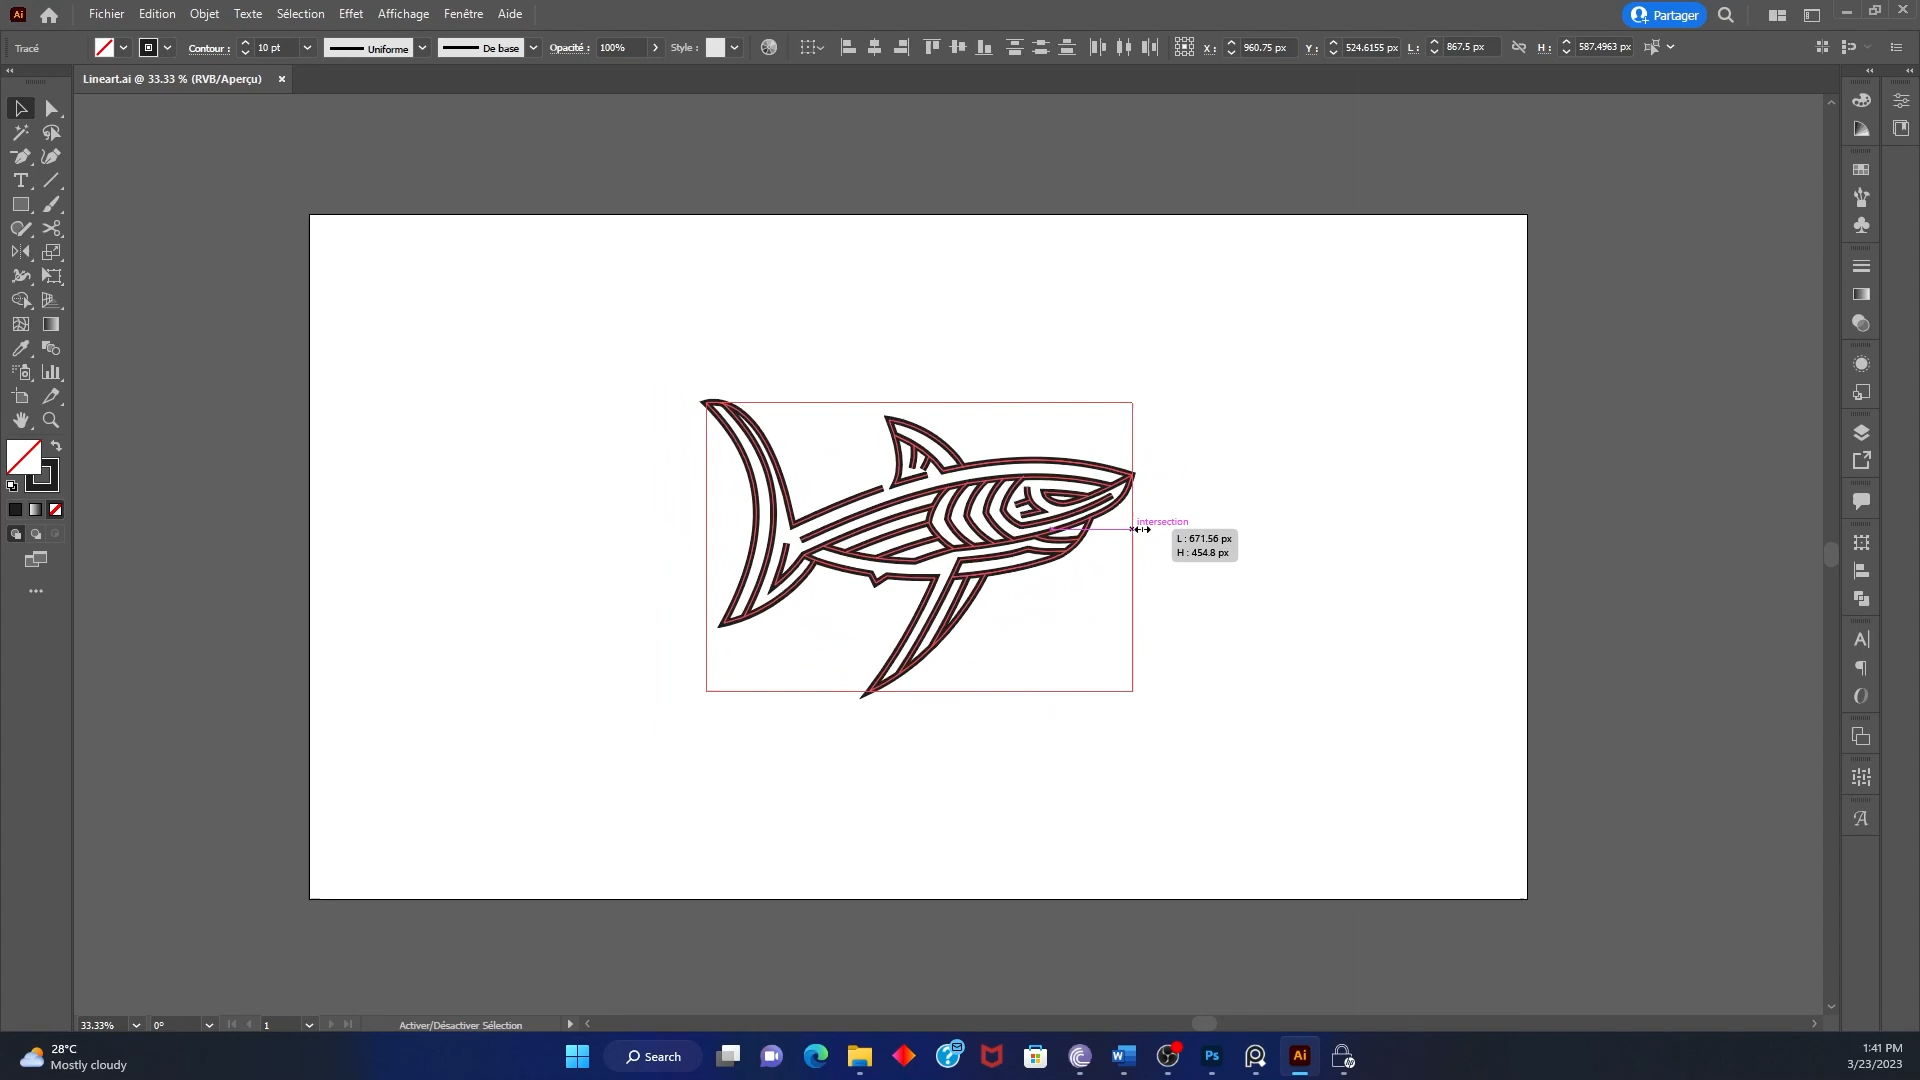 Ai Fichier Edition Objet Texte Sélection Effet Affichage Fenêtre Aide Partager
Tracé Contour : 10 pt Uniforme De base Opacité : 100% Style : X : 960.75 px Y : 524.6155 px L : 867.5 px H : 587.4963 px
Lineart.ai @ 33.33 % (RVB/Aperçu)
intersection
L : 671.56 px
H : 454.8 px
33.33% 0° 1 Activer/Désactiver Sélection
28°C
Mostly cloudy
Search
Ps
Ai
1:41 PM
3/23/2023